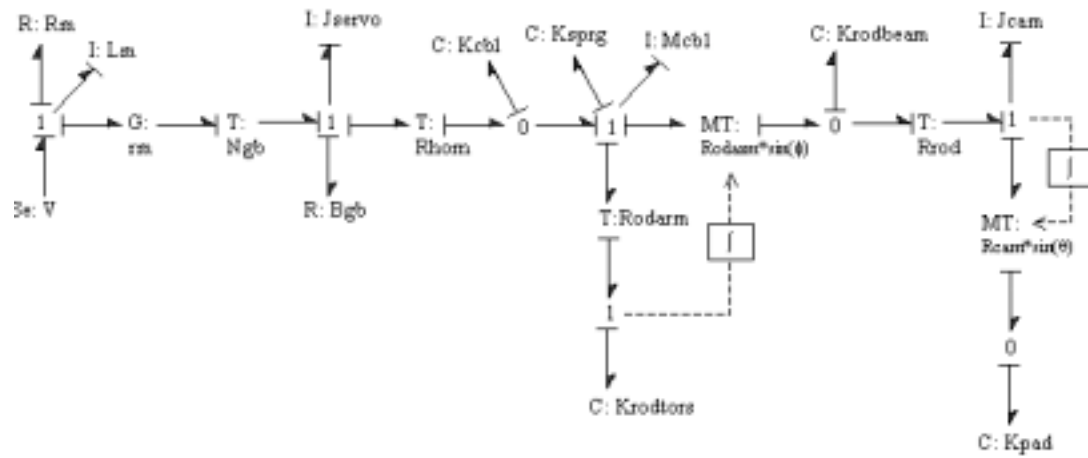 R: Rm
I: Lm
I: Jservo
C: Kcbl
C: Ksprg
I: Mcbl
C: Krodbeam
I: Jcam
1
G:
rm
T:
Ngb
1
T:
Rhom
0
1
MT:
Rodarm*sin(ϕ)
0
T:
Rrod
1
∫
Se: V
R: Bgb
T:Rodarm
∫
MT:
Rcam*sin(θ)
1
0
C: Krodtors
C: Kpad